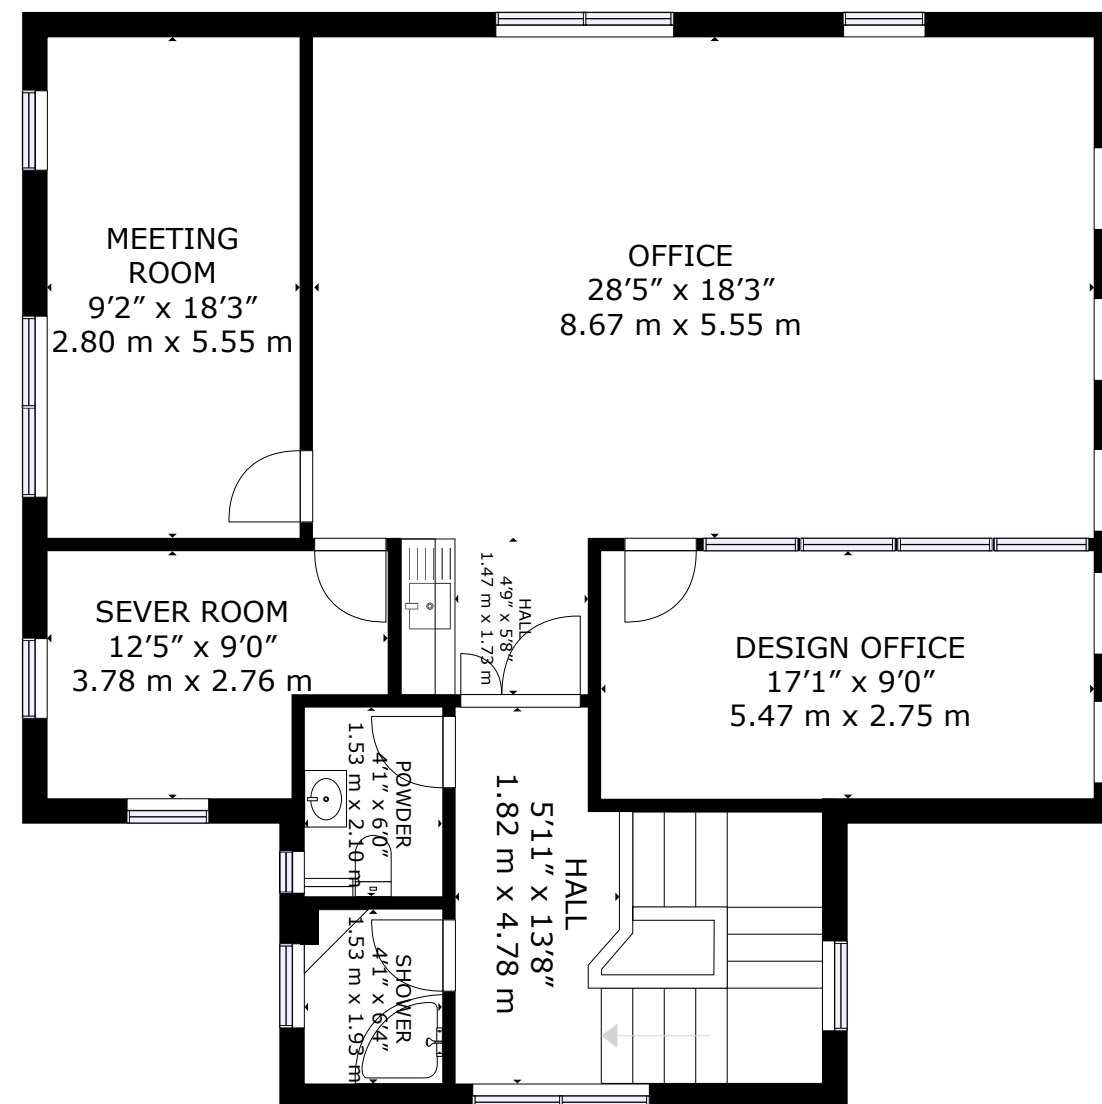 MEETING
ROOM
9′2″ x 18′3″
2.80 m x 5.55 m
OFFICE
28′5″ x 18′3″
8.67 m x 5.55 m
SEVER ROOM
12′5″ x 9′0″
3.78 m x 2.76 m
HALL
4′9″ x 5′8″
1.47 m x 1.73 m
DESIGN OFFICE
17′1″ x 9′0″
5.47 m x 2.75 m
POWDER
4′1″ x 6′0″
1.53 m x 2.10 m
HALL
5′11″ x 13′8″
1.82 m x 4.78 m
SHOWER
4′1″ x 6′4″
1.53 m x 1.93 m